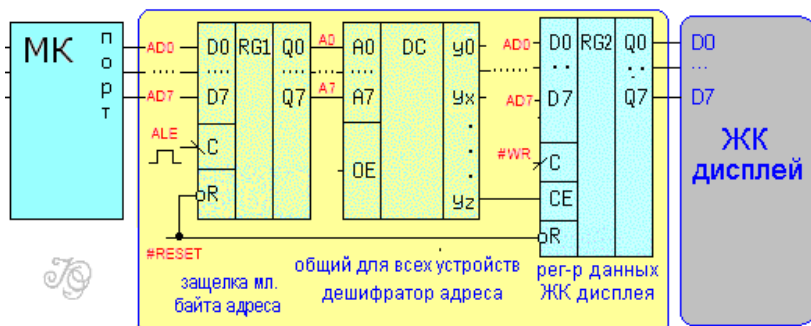 МК
порт
AD0
AD7
ALE
#RESET
D0 RG1 Q0
.... ....
D7 Q7
C
R
A0
A7
A0 DC y0
.... 
A7 yx
OE
yz
AD0
AD7
#WR
D0 RG2 Q0
D7 Q7
C
CE
R
D0
...
D7
ЖК
дисплей
защелка мл.
байта адреса
общий для всех устройств
дешифратор адреса
рег-р данных
ЖК дисплея